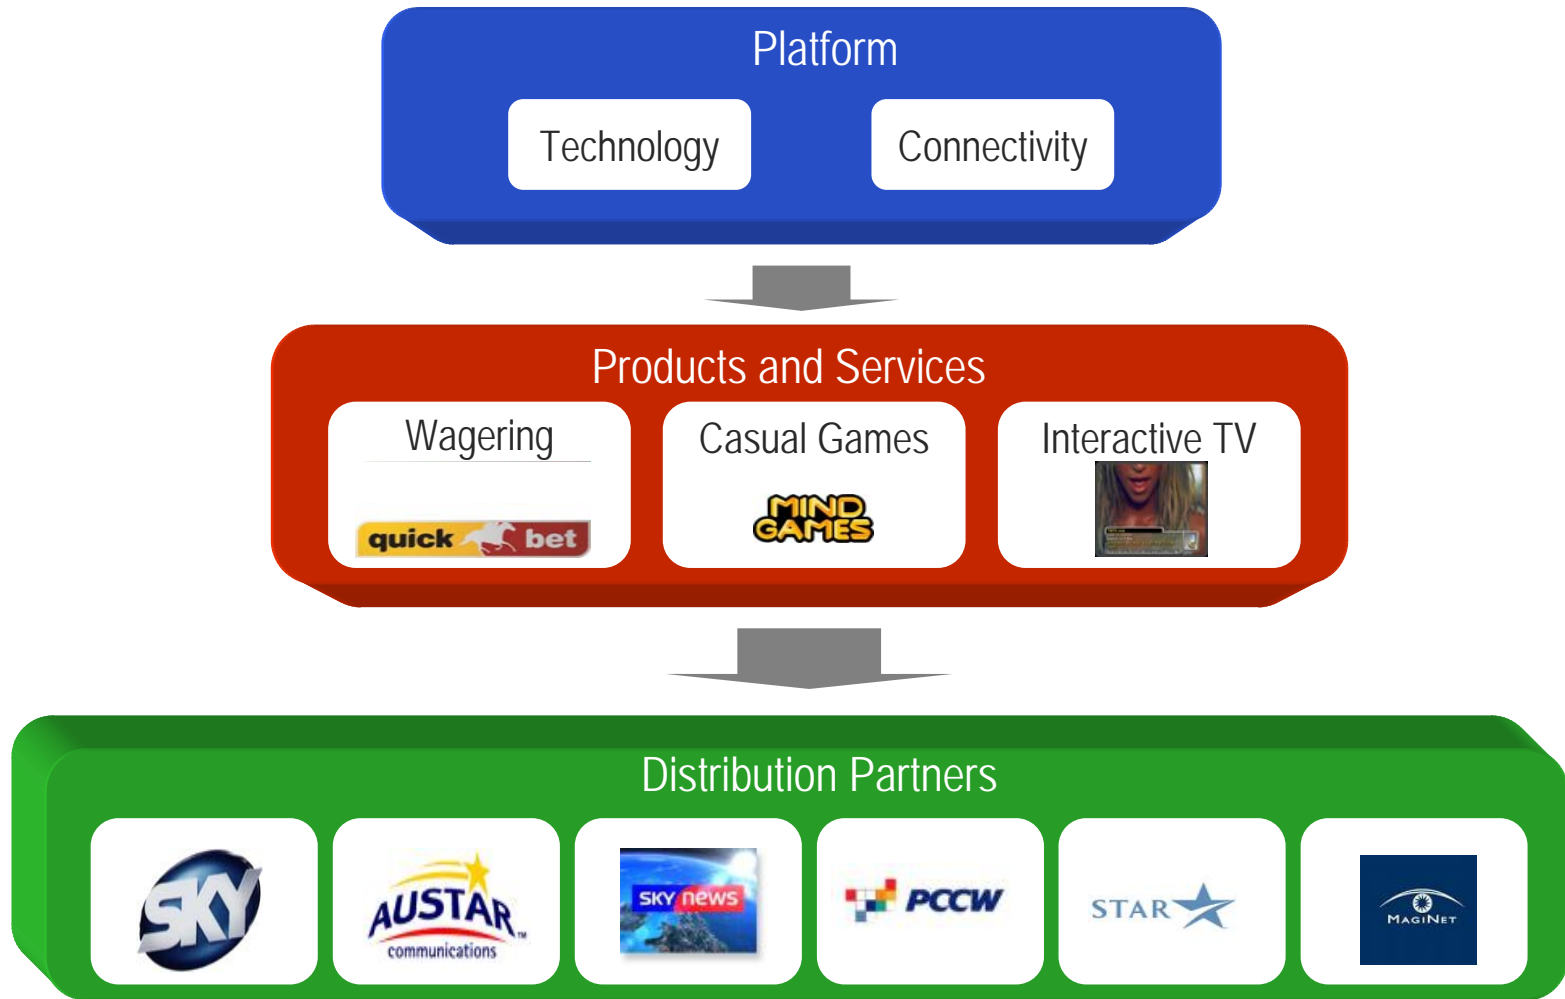 Platform
Technology
Connectivity
Products and Services
Wagering
Casual Games
Interactive TV
quick bet
MIND
GAMES
Distribution Partners
SKY
AUSTAR™
communications
sky news
PCCW
STAR
MAGINET